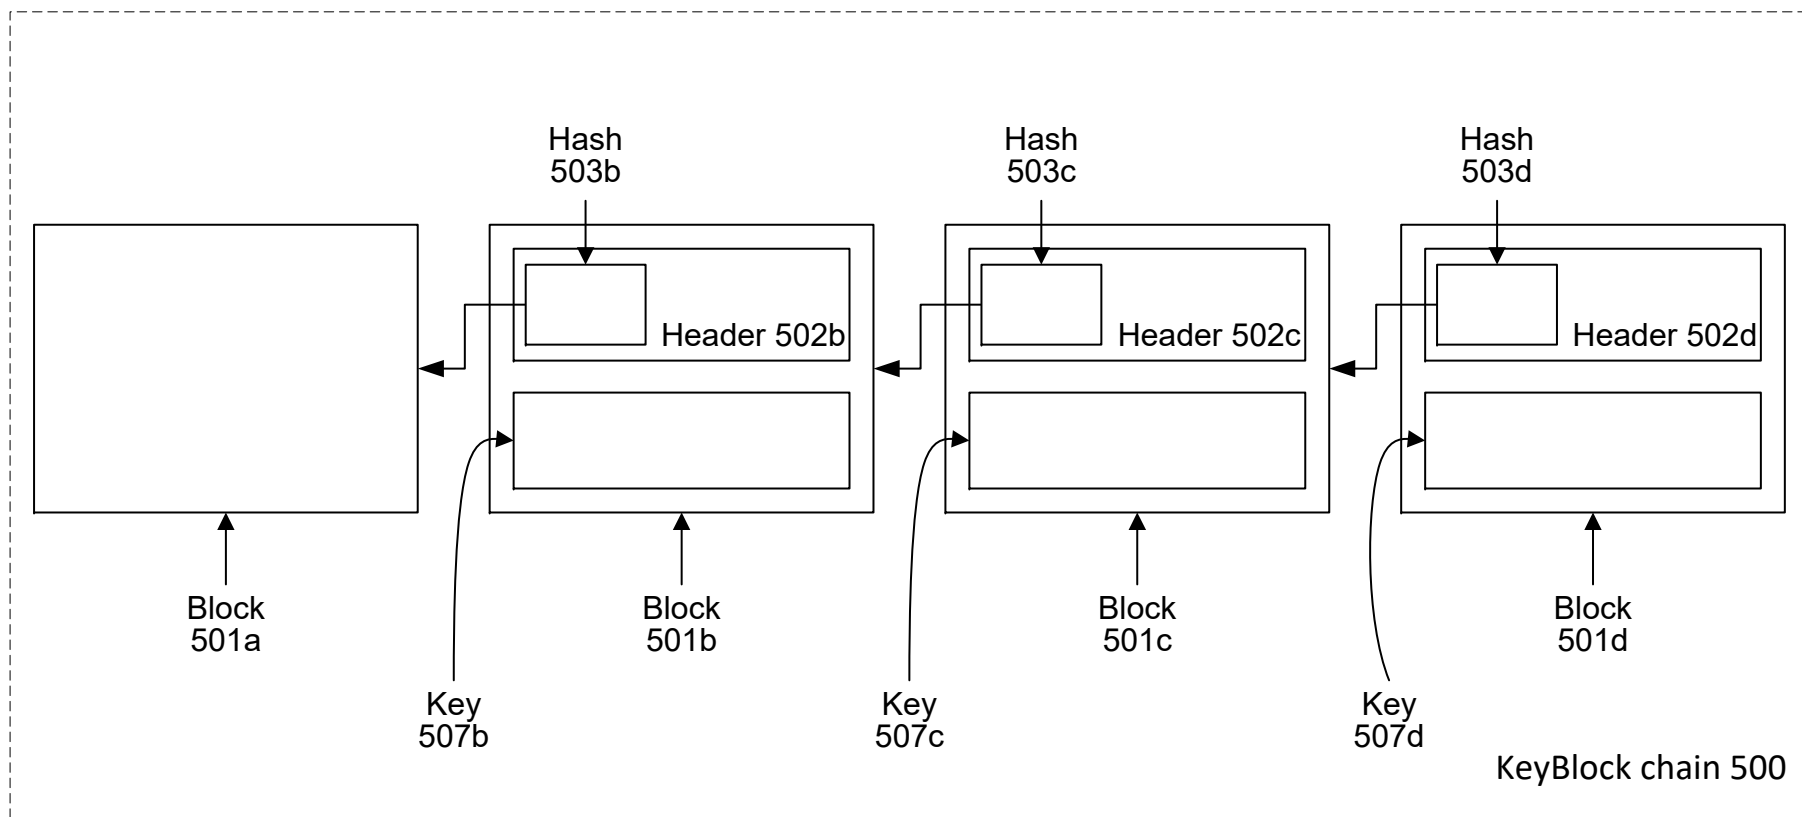 Hash
503b
Hash
503c
Hash
503d
Header 502b
Header 502c
Header 502d
Block
501a
Block
501b
Block
501c
Block
501d
Key
507b
Key
507c
Key
507d
KeyBlock chain 500